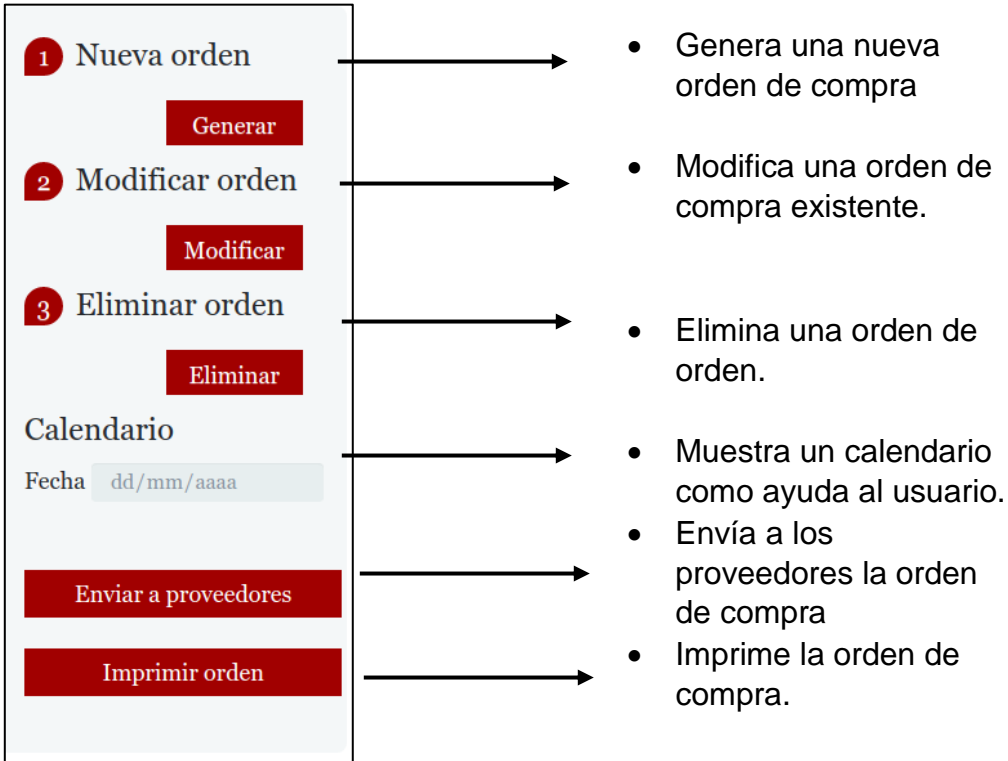 1 Nueva orden
Generar
2 Modificar orden
Modificar
3 Eliminar orden
Eliminar
Calendario
Fecha dd/mm/aaaa
Enviar a proveedores
Imprimir orden
• Genera una nueva
orden de compra
• Modifica una orden de
compra existente.
• Elimina una orden de
orden.
• Muestra un calendario
como ayuda al usuario.
• Envía a los
proveedores la orden
de compra
• Imprime la orden de
compra.